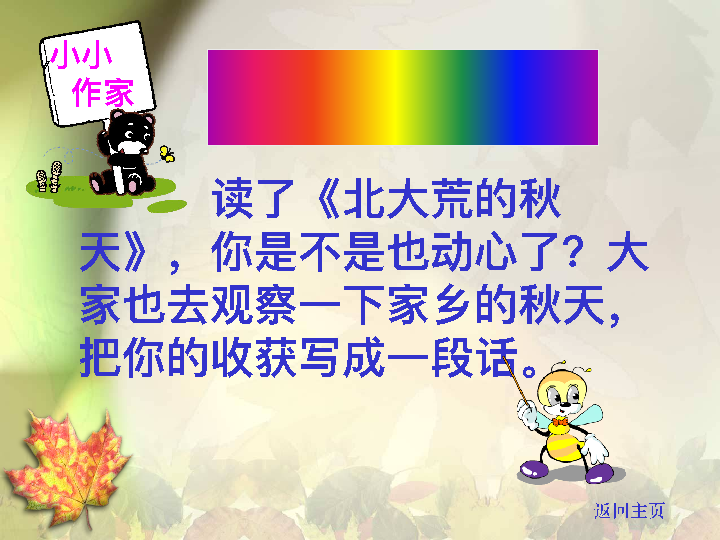 小小
作家
读了《北大荒的秋
天》，你是不是也动心了？大
家也去观察一下家乡的秋天，
把你的收获写成一段话。
返回主页